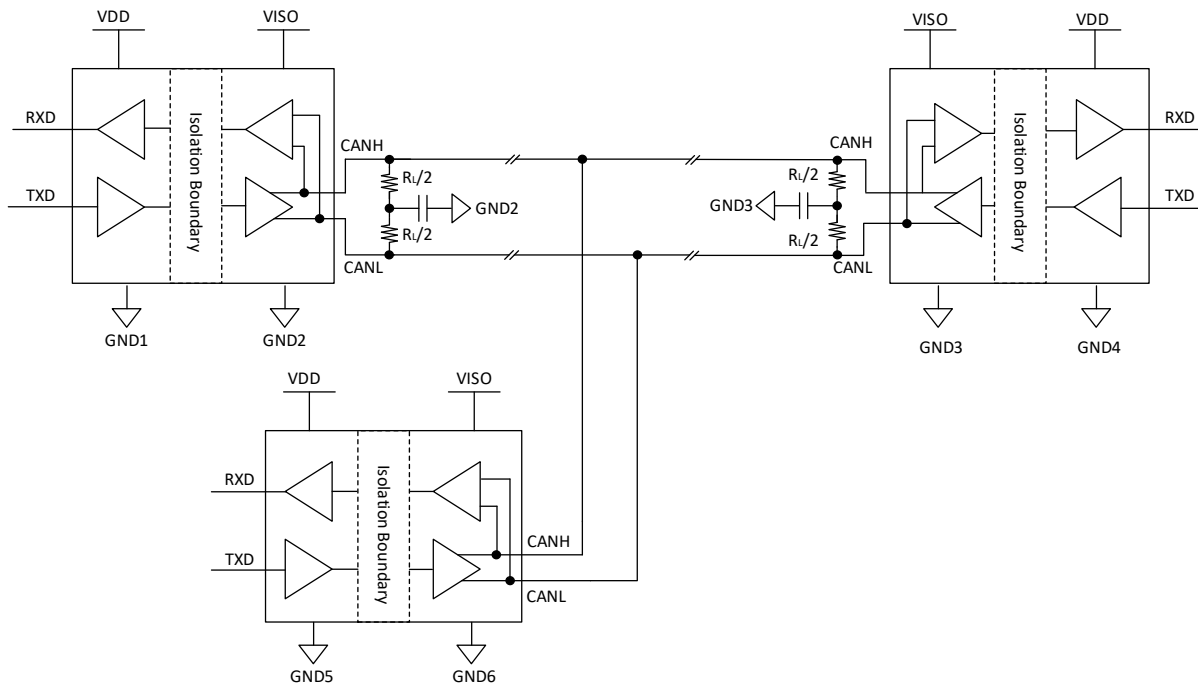 VDD
VISO
RXD
TXD
Isolation Boundary
CANH
CANL
RL/2
RL/2
GND2
GND1
GND2
VISO
VDD
CANH
CANL
RL/2
RL/2
GND3
Isolation Boundary
RXD
TXD
GND3
GND4
VDD
VISO
RXD
TXD
Isolation Boundary
CANH
CANL
GND5
GND6